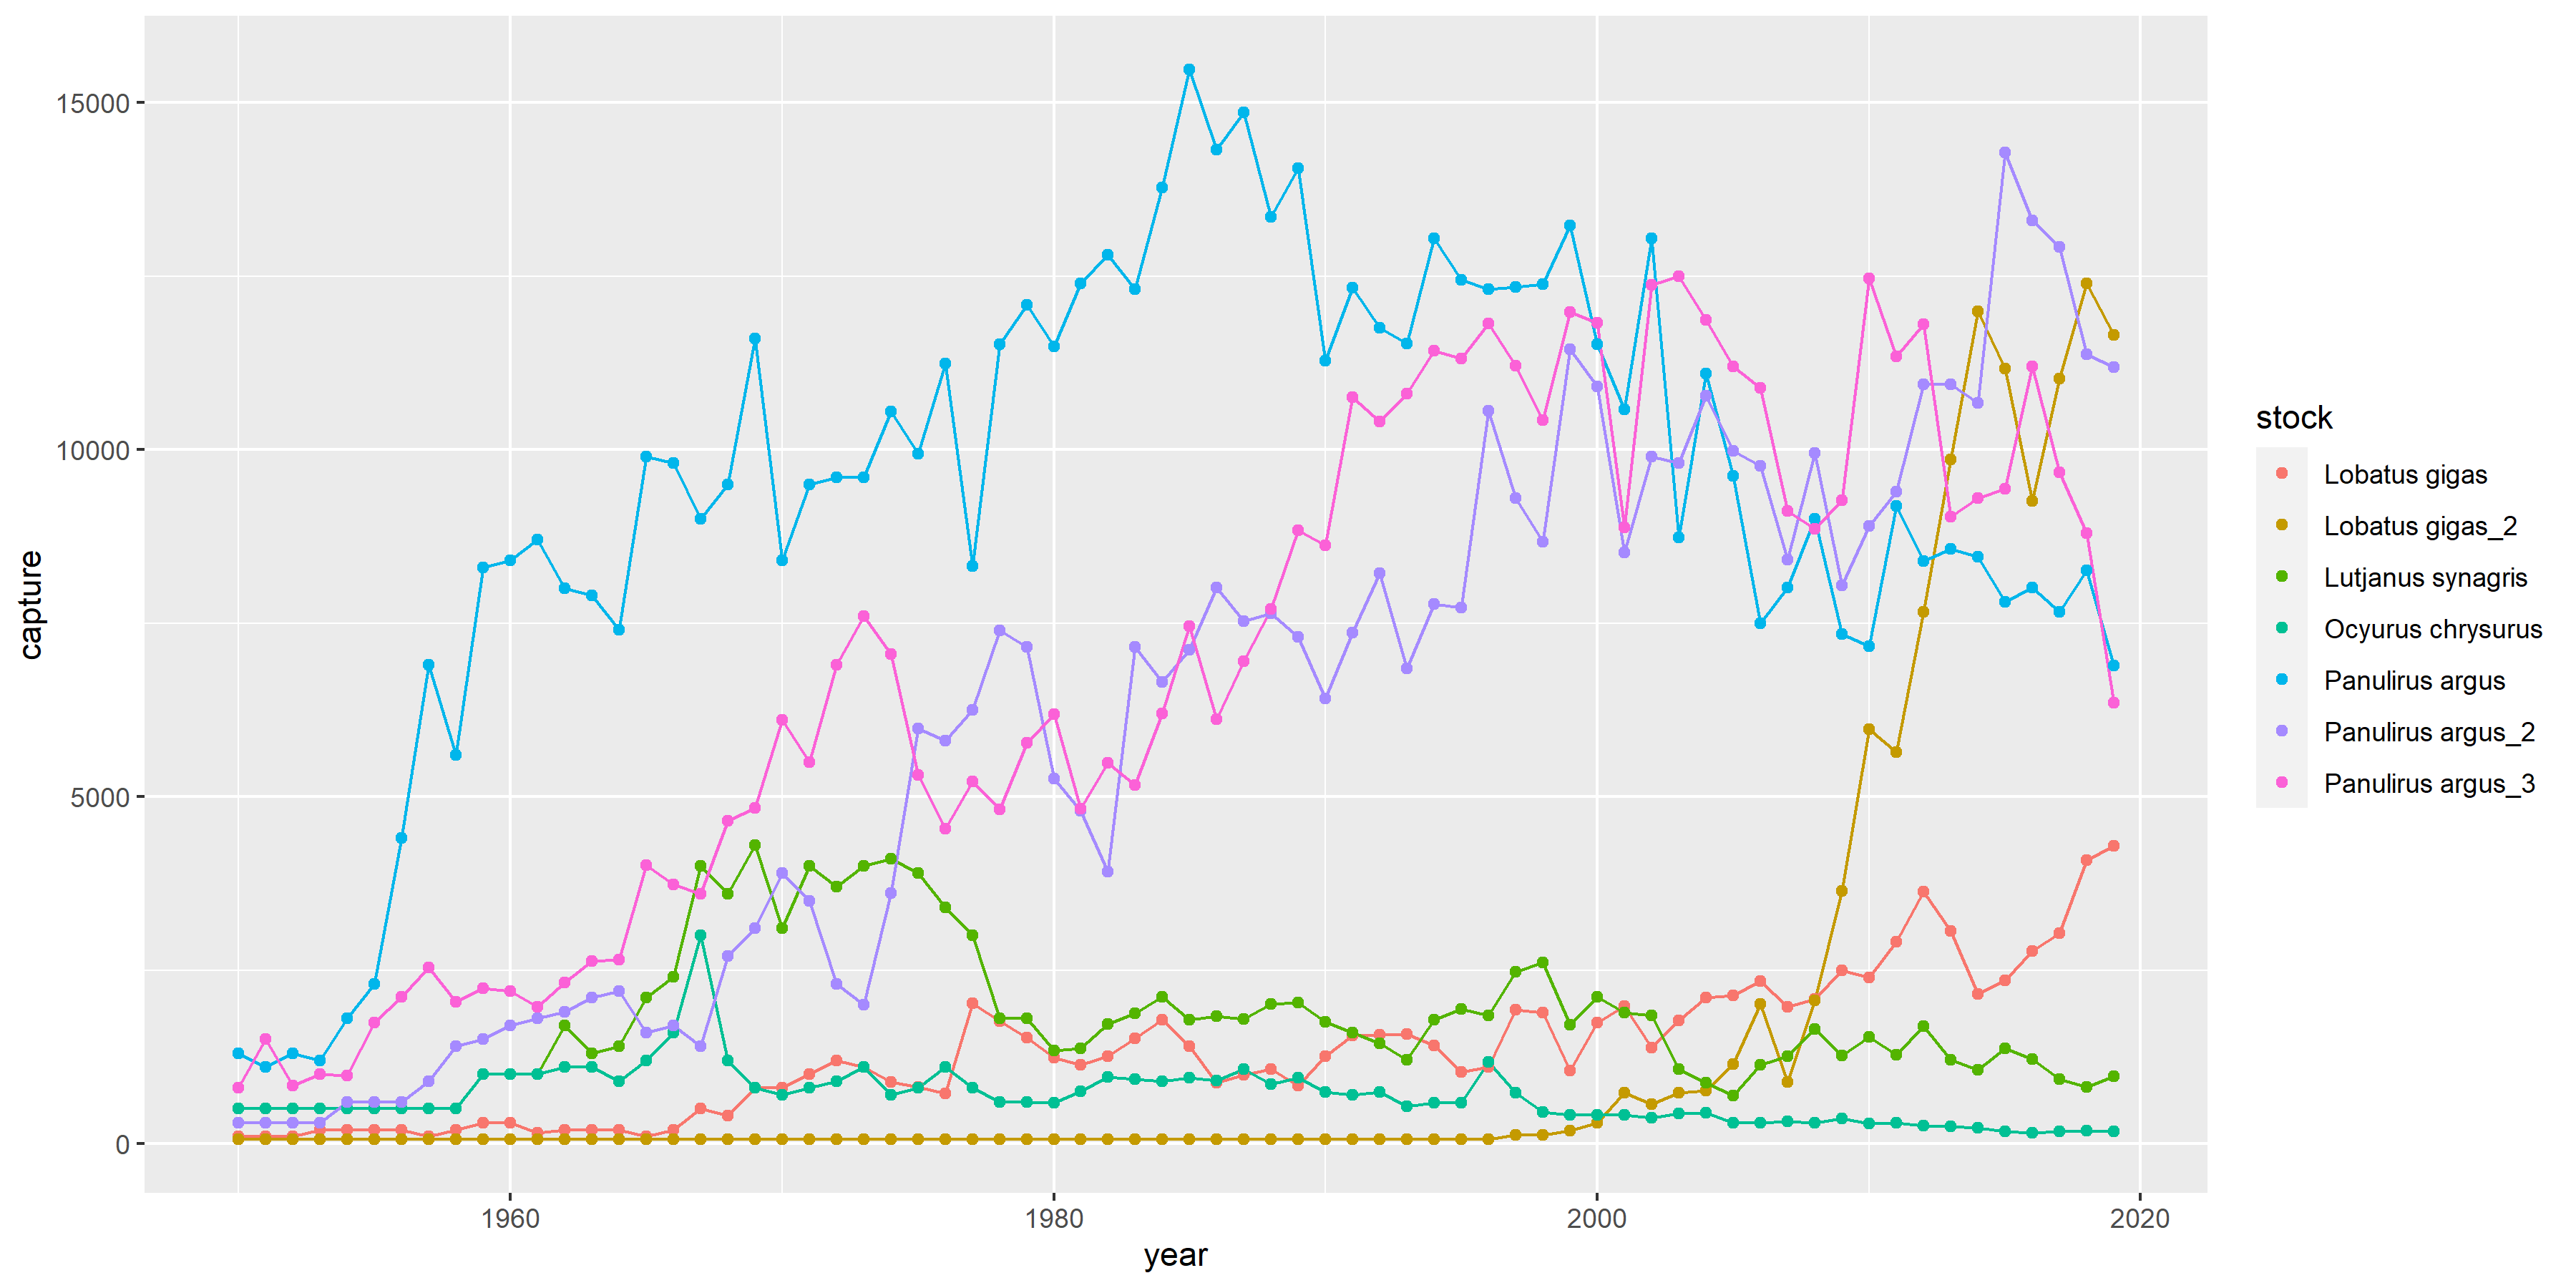 15000
10000
5000
0
capture
1960
1980
2000
2020
year
stock
Lobatus gigas
Lobatus gigas_2
Lutjanus synagris
Ocyurus chrysurus
Panulirus argus
Panulirus argus_2
Panulirus argus_3